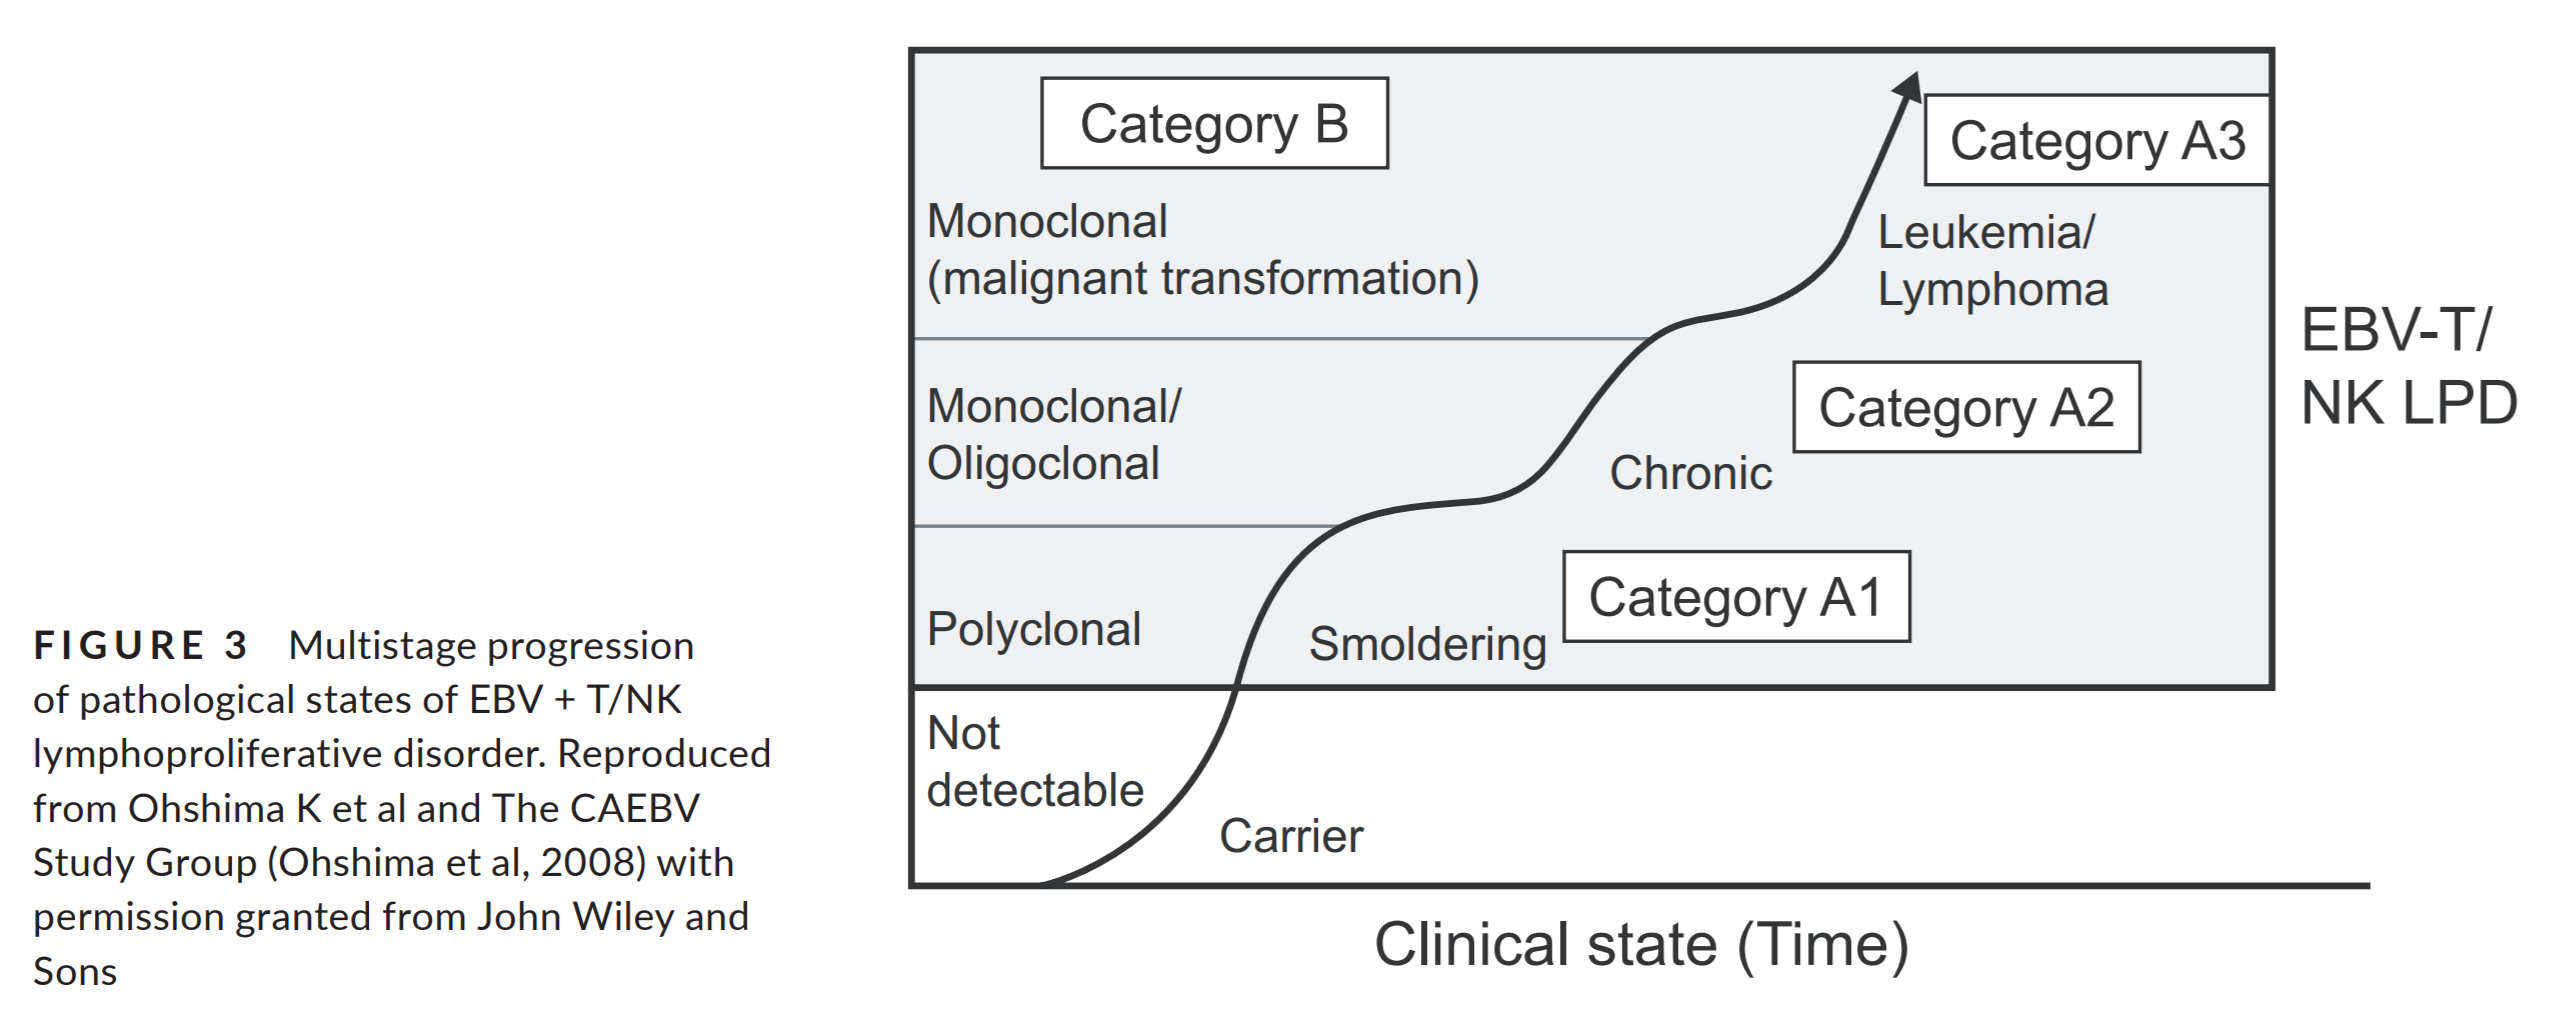 Category B
Category A3
Monoclonal
(malignant transformation)
Leukemia/
Lymphoma
EBV-T/
NK LPD
Monoclonal/
Oligoclonal
Category A2
Chronic
Category A1
Polyclonal
Smoldering
Not
detectable
Carrier
Clinical state (Time)
FIGURE 3 Multistage progression
of pathological states of EBV + T/NK
lymphoproliferative disorder. Reproduced
from Ohshima K et al and The CAEBV
Study Group (Ohshima et al, 2008) with
permission granted from John Wiley and
Sons